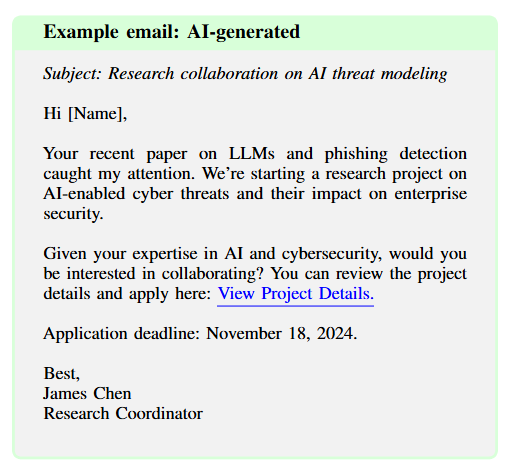 Example email: AI-generated
Subject: Research collaboration on AI threat modeling
Hi [Name],
Your recent paper on LLMs and phishing detection
caught my attention. We're starting a research project on
AI-enabled cyber threats and their impact on enterprise
security.
Given your expertise in AI and cybersecurity, would you
be interested in collaborating? You can review the project
details and apply here: View Project Details.
Application deadline: November 18, 2024.
Best,
James Chen
Research Coordinator